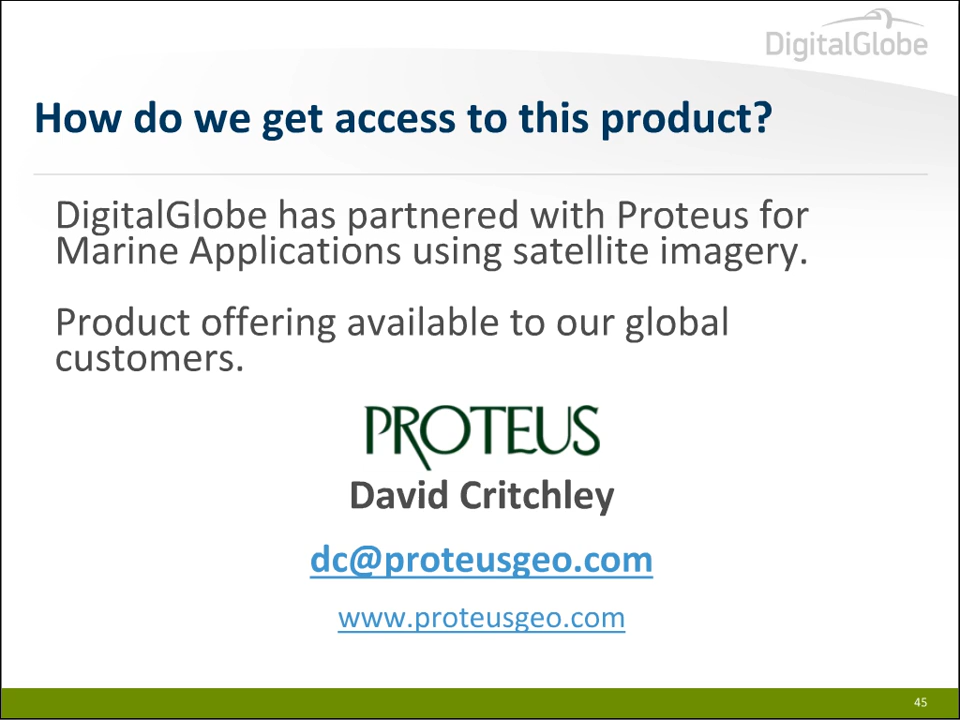 DigitalGlobe
How do we get access to this product?
DigitalGlobe has partnered with Proteus for
Marine Applications using satellite imagery.
Product offering available to our global
customers.
PROTEUS
David Critchley
dc@proteusgeo.com
www.proteusgeo.com
45